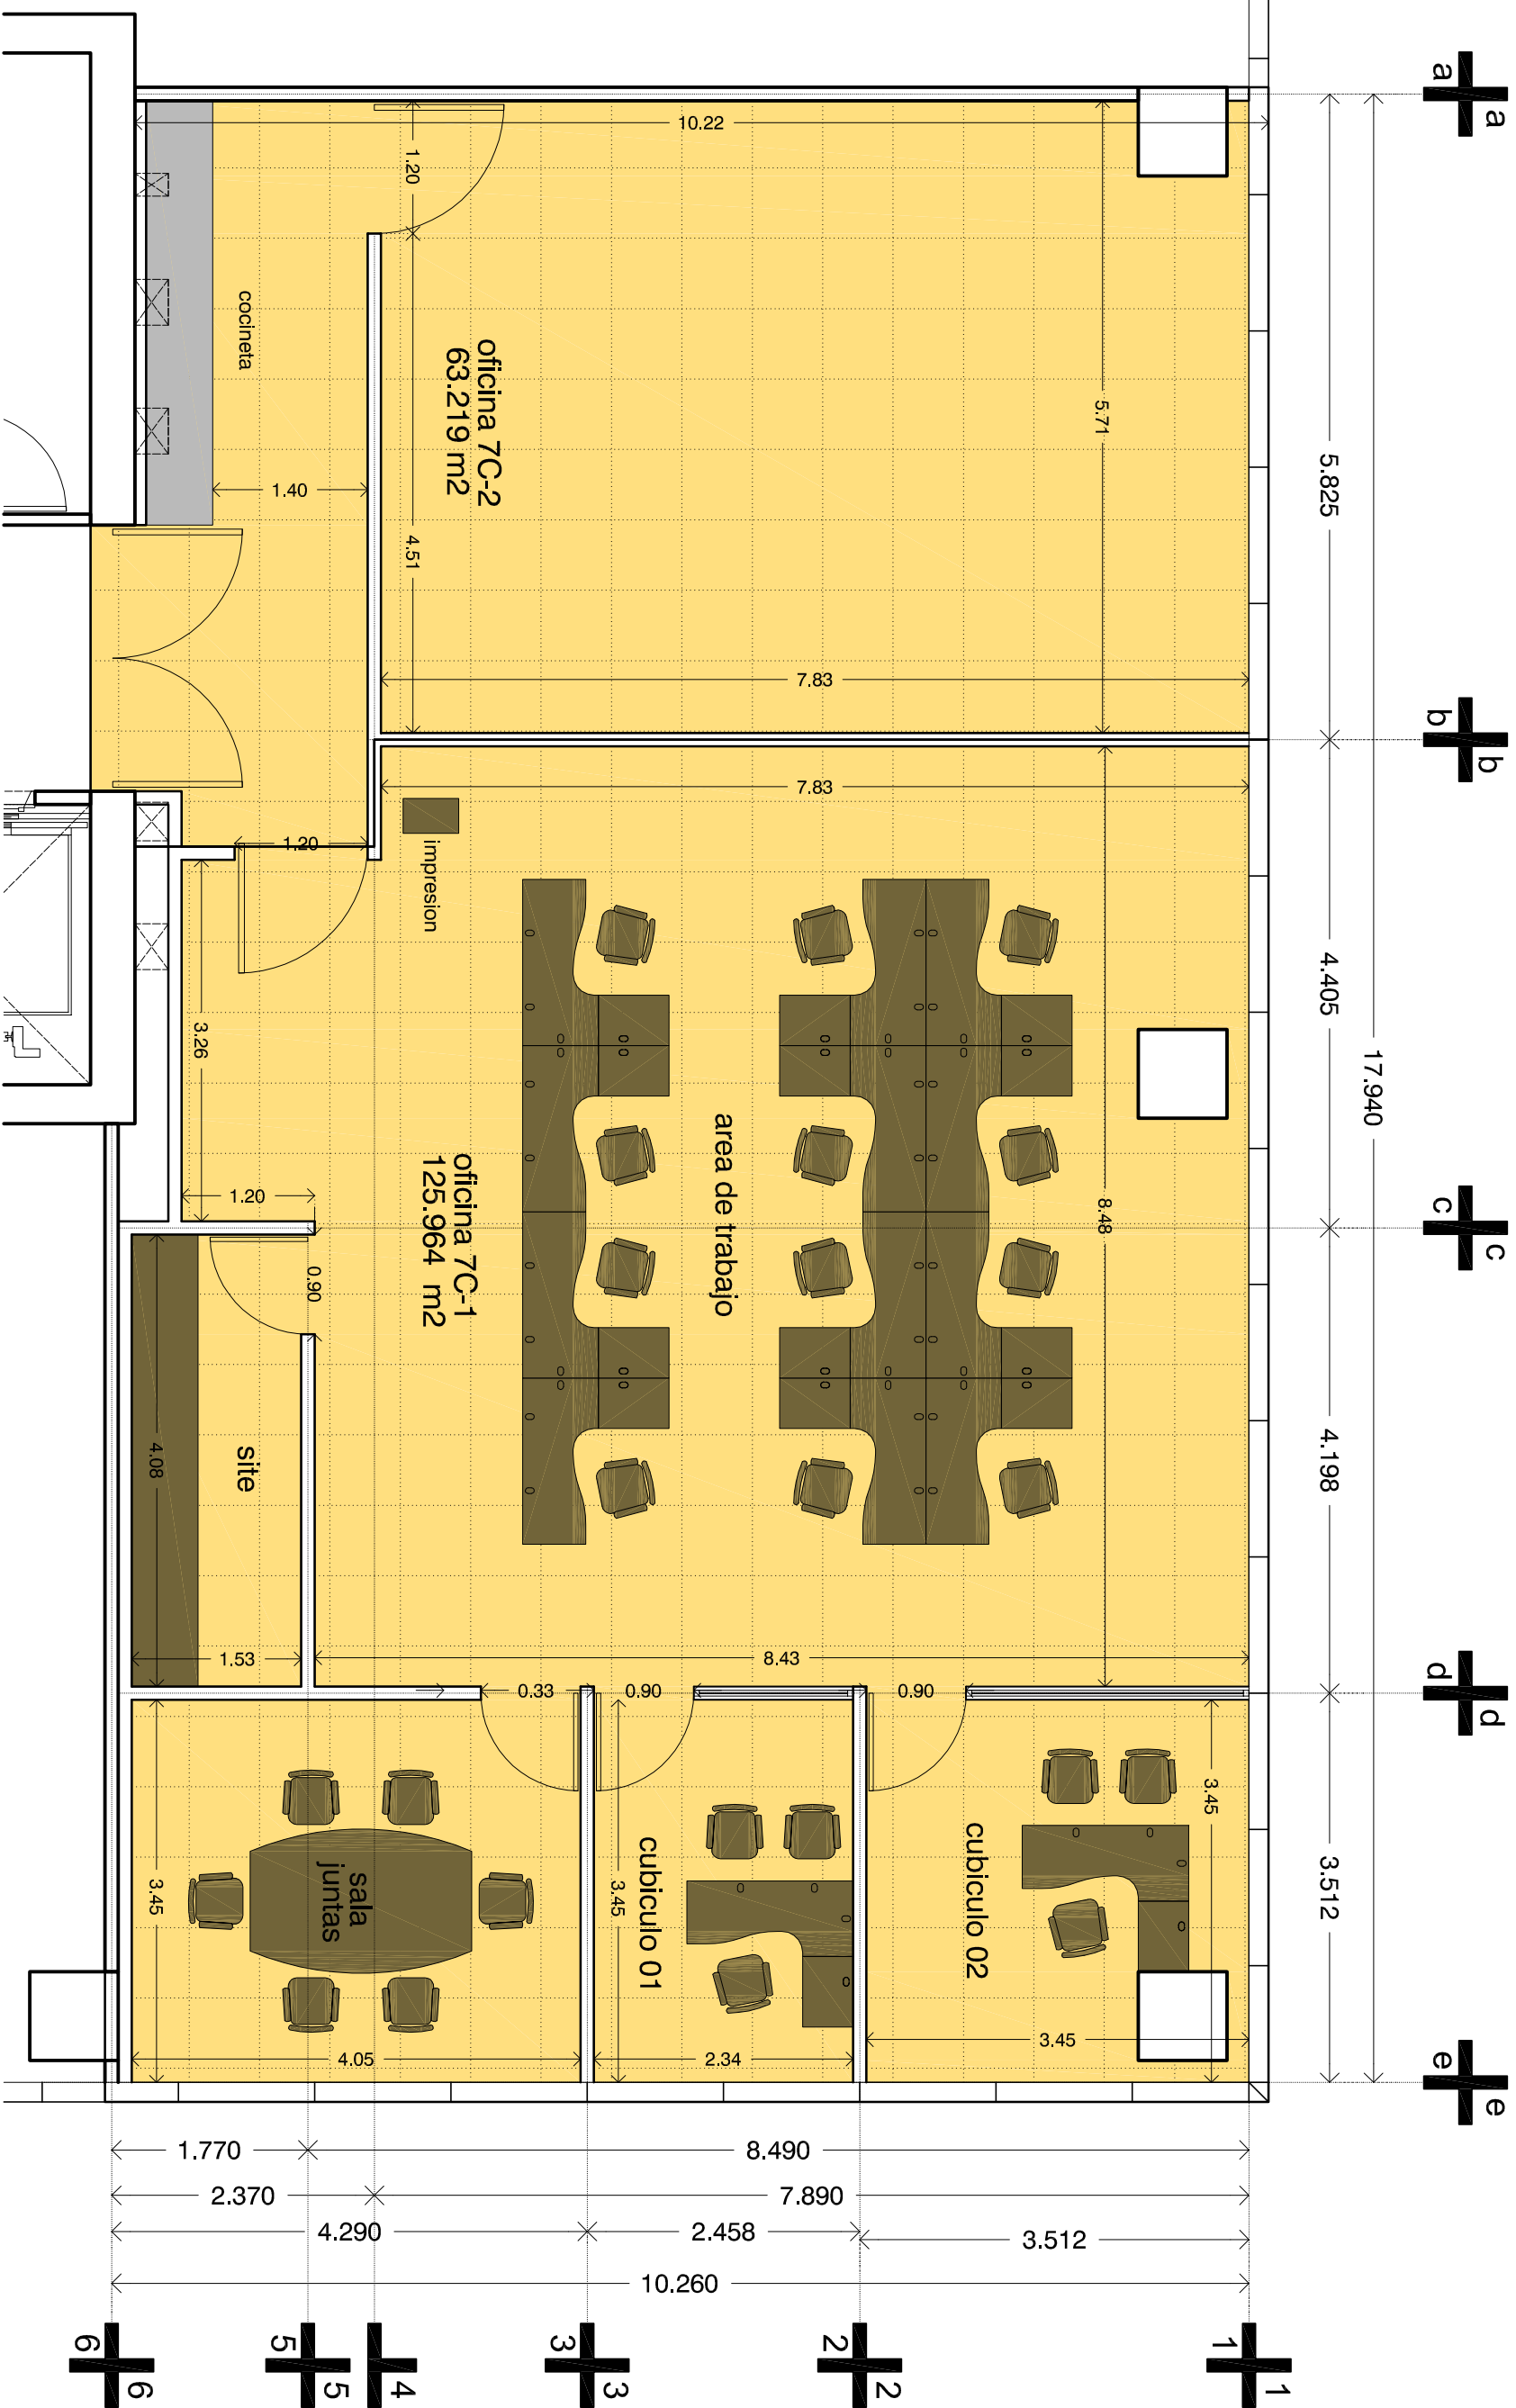 a
a
b
b
c
c
d
d
e
e
5.825
4.405
4.198
3.512
17.940
10.22
1.20
4.51
5.71
7.83
1.40
cocineta
oficina 7C-2
63.219 m2
7.83
1.20
impresion
3.26
1.20
0.90
8.48
area de trabajo
oficina 7C-1
125.964 m2
site
4.08
1.53
8.43
0.33
0.90
0.90
3.45
3.45
3.45
sala
juntas
cubiculo 01
cubiculo 02
4.05
2.34
3.45
1.770
8.490
2.370
7.890
4.290
2.458
3.512
10.260
6
6
5
5
4
3
3
2
2
1
1